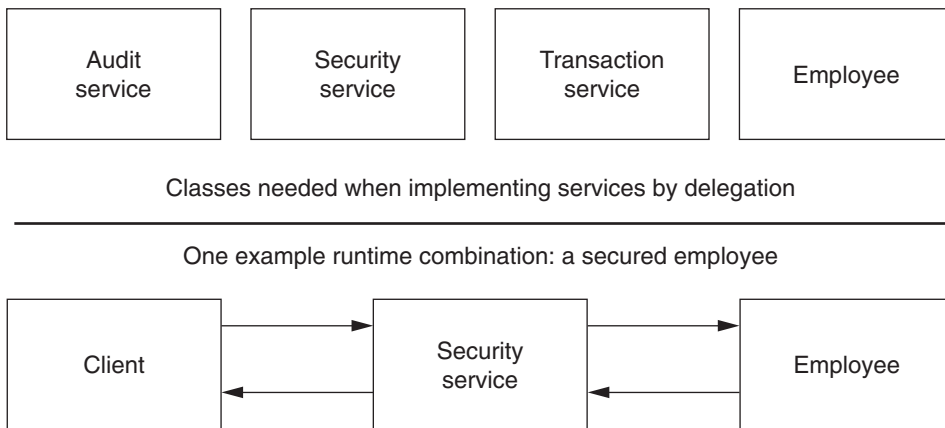 Audit
service
Security
service
Transaction
service
Employee
Classes needed when implementing services by delegation
One example runtime combination: a secured employee
Client
Security
service
Employee